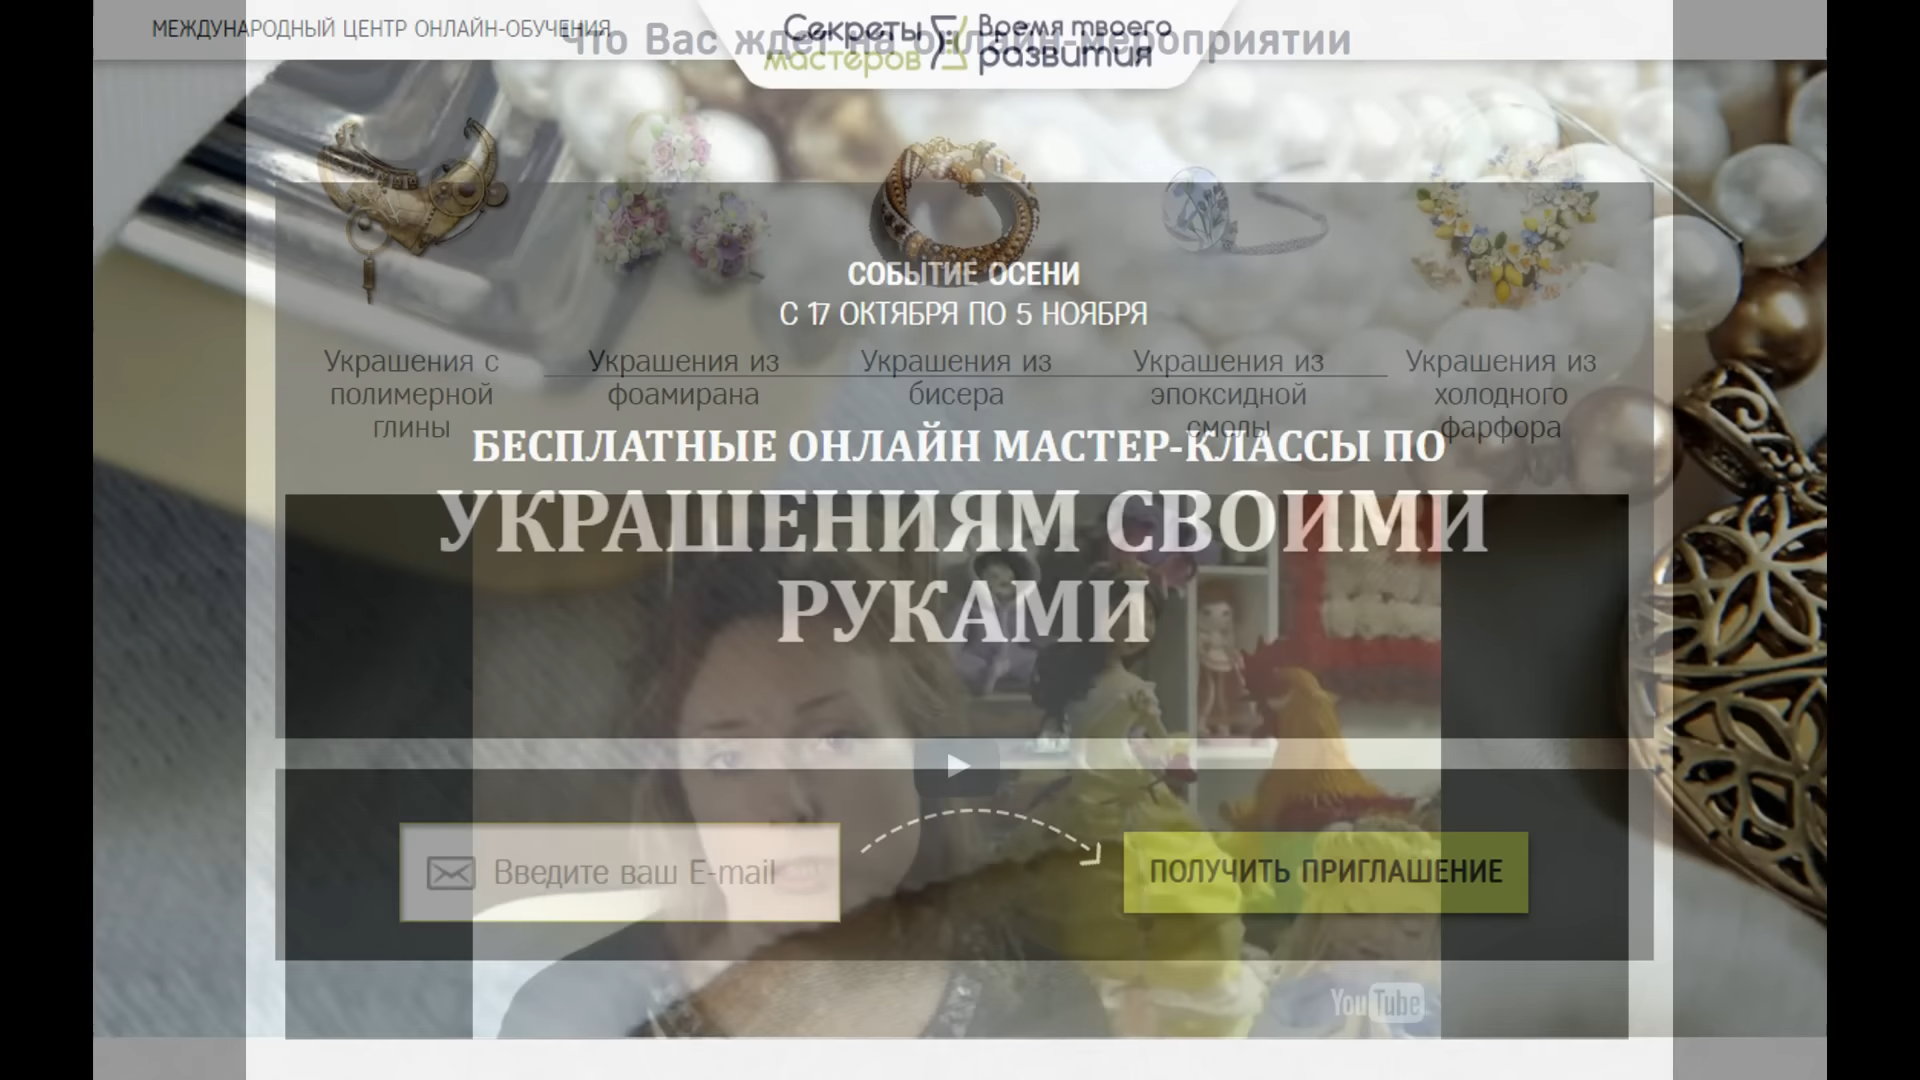 МЕЖДУНАРОДНЫЙ ЦЕНТР ОНЛАЙН-ОБУЧЕНИЯ
Что Вас ждет на онлайн-мероприятии
Секреты мастеров
Время твоего развития
СОБЫТИЕ ОСЕНИ
С 17 ОКТЯБРЯ ПО 5 НОЯБРЯ
Украшения с
полимерной
глины
Украшения из
фоамирана
Украшения из
бисера
Украшения из
эпоксидной
смолы
Украшения из
холодного
фарфора
БЕСПЛАТНЫЕ ОНЛАЙН МАСТЕР-КЛАССЫ ПО
УКРАШЕНИЯМ СВОИМИ
РУКАМИ
Введите ваш E-mail
ПОЛУЧИТЬ ПРИГЛАШЕНИЕ
YouTube